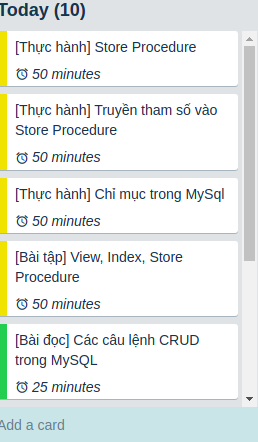 Today (10)
[Thực hành] Store Procedure
50 minutes
[Thực hành] Truyền tham số vào
Store Procedure
50 minutes
[Thực hành] Chỉ mục trong MySql
50 minutes
[Bài tập] View, Index, Store
Procedure
50 minutes
[Bài đọc] Các câu lệnh CRUD
trong MySQL
25 minutes
Add a card